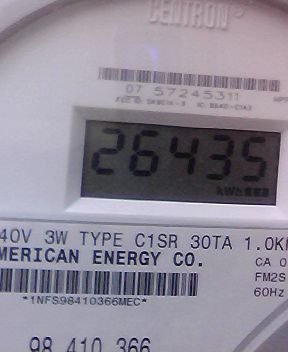 CENTRON
07 57245311
26435
kWh
40V 3W TYPE C1SR 30TA 1.0K
MERICAN ENERGY CO.
CA 0
FM2S
60Hz
*1NFS98410366MEC*
98 410 366